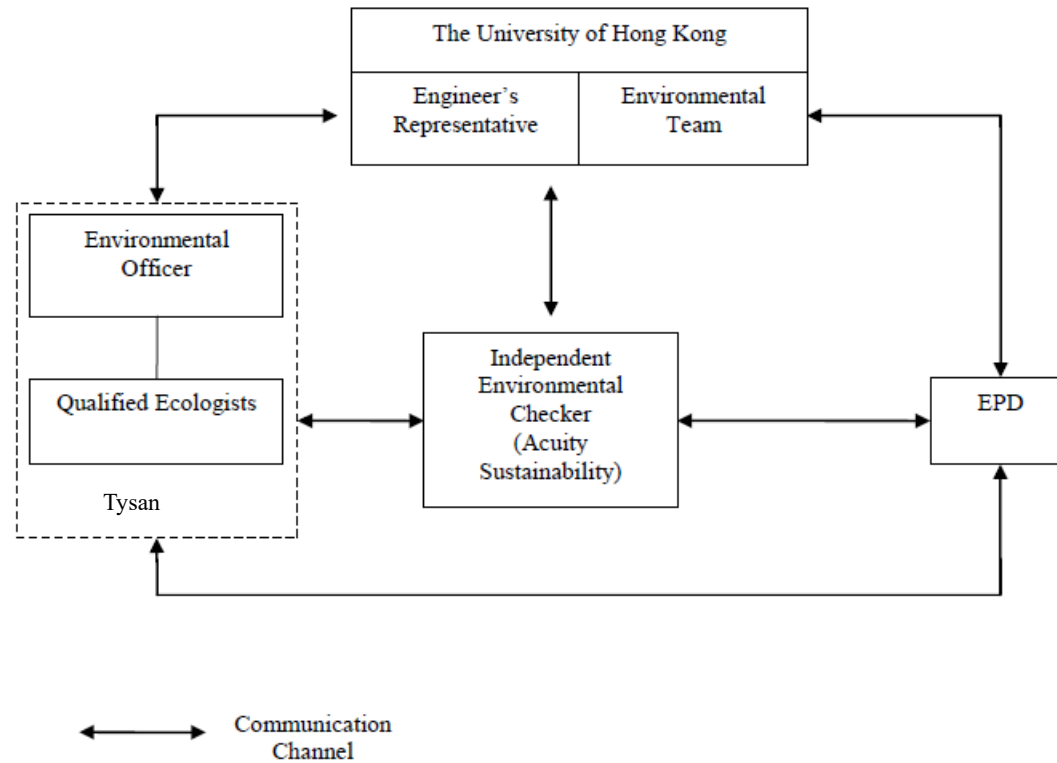 The University of Hong Kong
Engineer’s
Representative
Environmental
Team
Environmental
Officer
Qualified Ecologists
Tysan
Independent
Environmental
Checker
(Acuity
Sustainability)
EPD
Communication
Channel